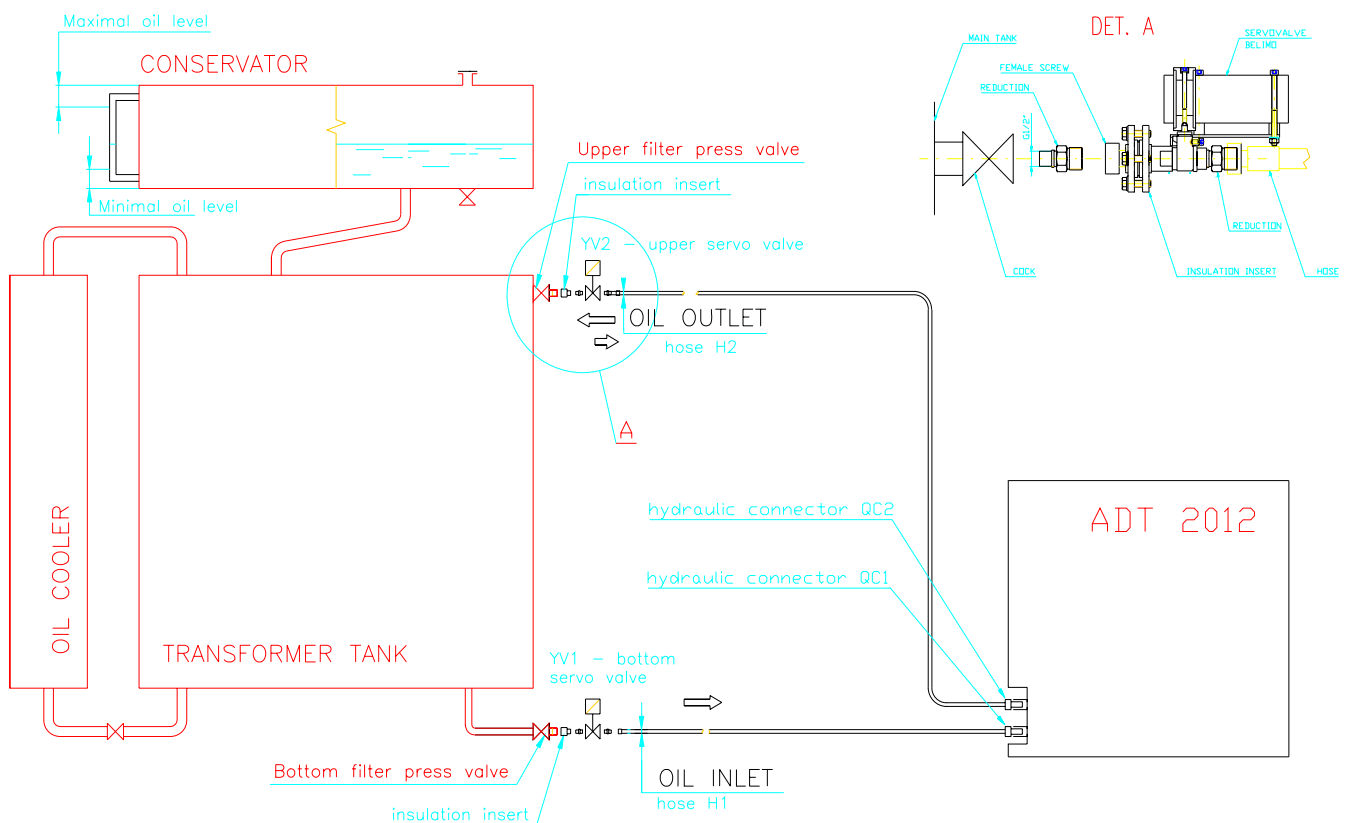 Maximal oil level
CONSERVATOR
Minimal oil level
Upper filter press valve
insulation insert
YV2 - upper servo valve
OIL OUTLET
hose H2
A
OIL COOLER
TRANSFORMER TANK
YV1 - bottom
servo valve
Bottom filter press valve
insulation insert
OIL INLET
hose H1
hydraulic connector QC2
hydraulic connector QC1
ADT 2012
DET. A
MAIN TANK
FEMALE SCREW
REDUCTION
G1/2"
SERVOVALVE
BELIMO
COCK
INSULATION INSERT
REDUCTION
HOSE